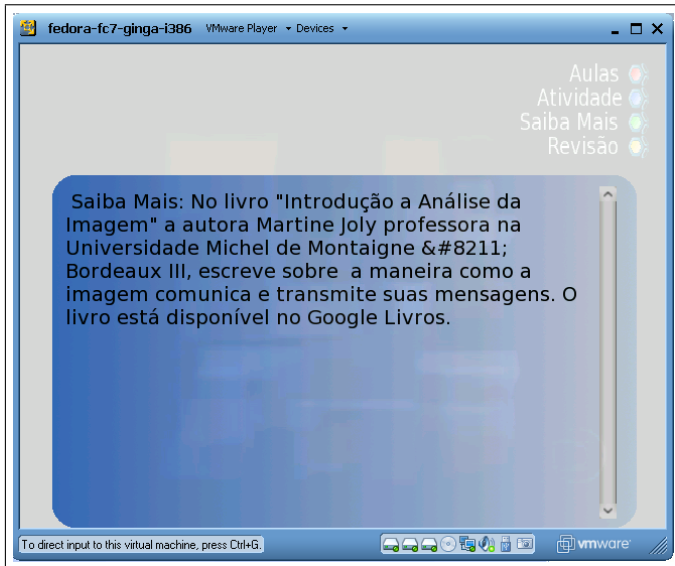 fedora-fc7-ginga-i386 VMware Player Devices
Aulas
Atividade
Saiba Mais
Revisão
Saiba Mais: No livro "Introdução a Análise da
Imagem" a autora Martine Joly professora na
Universidade Michel de Montaigne &#8211;
Bordeaux III, escreve sobre  a maneira como a
imagem comunica e transmite suas mensagens. O
livro está disponível no Google Livros.
To direct input to this virtual machine, press Ctrl+G.
vmware